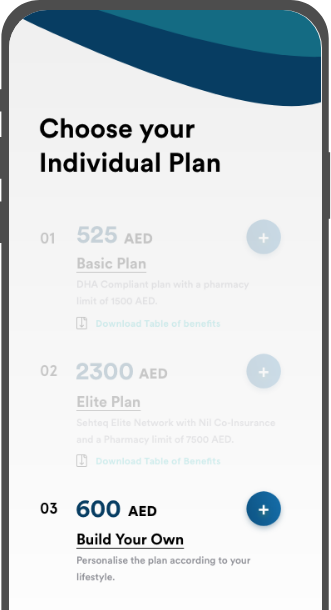 Choose your
Individual Plan
01 525 AED +
Basic Plan
DHA Compliant plan with a pharmacy
limit of 1500 AED.
Download Table of benefits
02 2300 AED +
Elite Plan
Sehteq Elite Network with Nil Co-Insurance
and a Pharmacy limit of 7500 AED.
Download Table of Benefits
03 600 AED +
Build Your Own
Personalise the plan according to your
lifestyle.